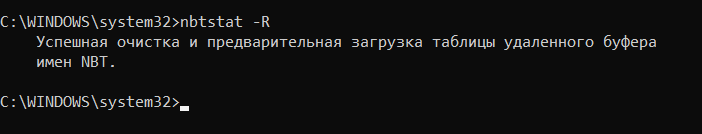 C:\WINDOWS\system32>nbtstat -R
Успешная очистка и предварительная загрузка таблицы удаленного буфера
имен NBT.
C:\WINDOWS\system32>